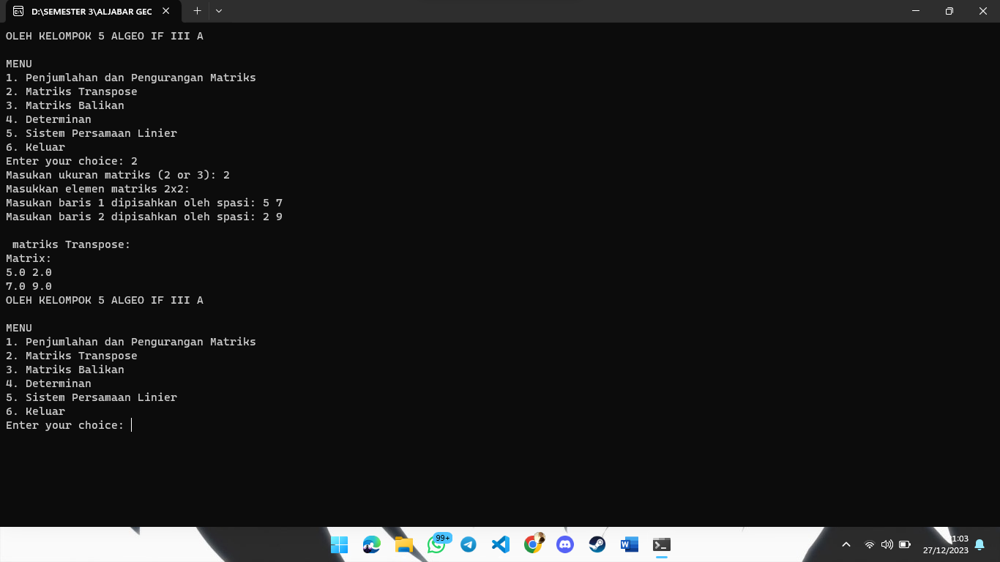 D:\SEMESTER 3\ALJABAR GEC
OLEH KELOMPOK 5 ALGEO IF III A
MENU
1. Penjumlahan dan Pengurangan Matriks
2. Matriks Transpose
3. Matriks Balikan
4. Determinan
5. Sistem Persamaan Linier
6. Keluar
Enter your choice: 2
Masukan ukuran matriks (2 or 3): 2
Masukkan elemen matriks 2x2:
Masukan baris 1 dipisahkan oleh spasi: 5 7
Masukan baris 2 dipisahkan oleh spasi: 2 9
matriks Transpose:
Matrix:
5.0 2.0
7.0 9.0
OLEH KELOMPOK 5 ALGEO IF III A
MENU
1. Penjumlahan dan Pengurangan Matriks
2. Matriks Transpose
3. Matriks Balikan
4. Determinan
5. Sistem Persamaan Linier
6. Keluar
Enter your choice:
99+
27/12/2023